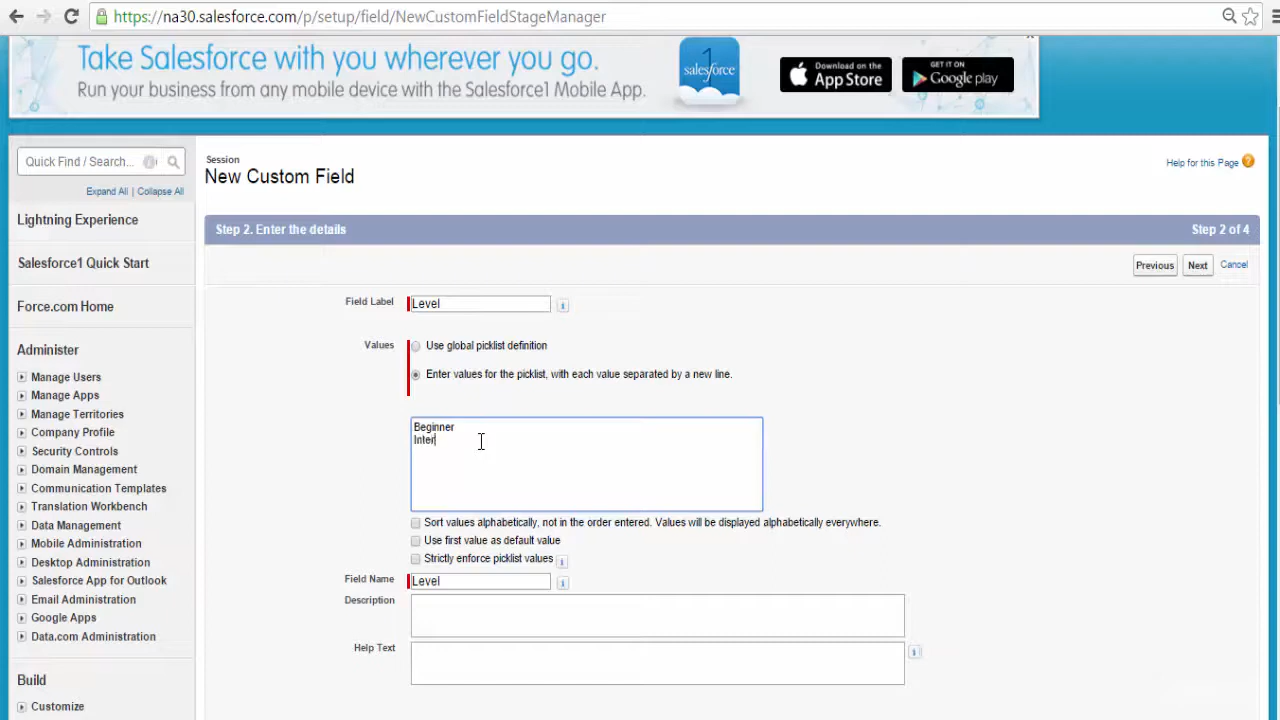 https://na30.salesforce.com/p/setup/field/NewCustomFieldStageManager
Take Salesforce with you wherever you go.
Run your business from any mobile device with the Salesforce1 Mobile App.
1
salesforce
Download on the
App Store
GET IT ON
Google play
Quick Find / Search...
Expand All | Collapse All
Lightning Experience
Salesforce1 Quick Start
Force.com Home
Administer
Manage Users
Manage Apps
Manage Territories
Company Profile
Security Controls
Domain Management
Communication Templates
Translation Workbench
Data Management
Mobile Administration
Desktop Administration
Salesforce App for Outlook
Email Administration
Google Apps
Data.com Administration
Build
Customize
Session
New Custom Field
Help for this Page
Step 2. Enter the details
Step 2 of 4
Previous
Next
Cancel
Field Label
Level
Values
Use global picklist definition
Enter values for the picklist, with each value separated by a new line.
Beginner
Inter
Sort values alphabetically, not in the order entered. Values will be displayed alphabetically everywhere.
Use first value as default value
Strictly enforce picklist values
Field Name
Level
Description
Help Text